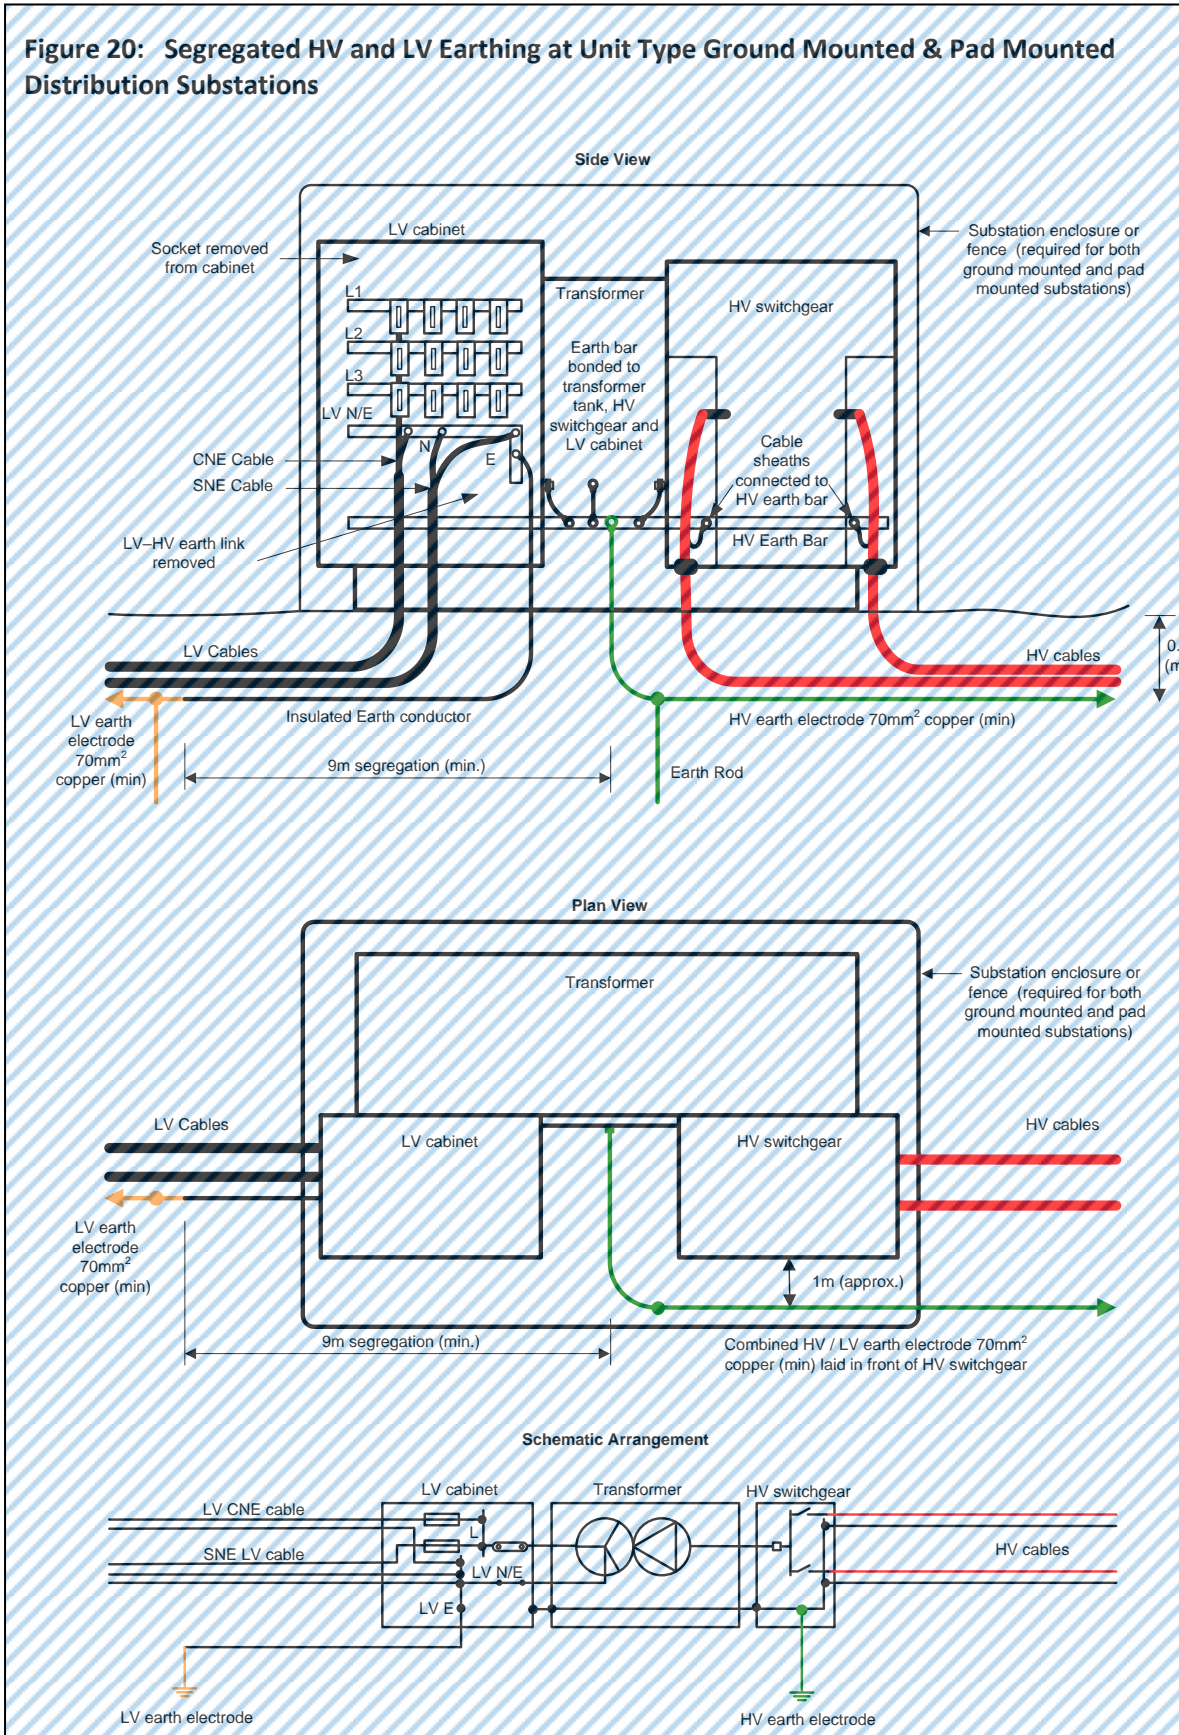 Figure 20: Segregated HV and LV Earthing at Unit Type Ground Mounted & Pad Mounted
Distribution Substations
Side View
LV cabinet
Socket removed
from cabinet
Substation enclosure or
fence (required for both
ground mounted and pad
mounted substations)
L1
L2
L3
LV N/E
Transformer
HV switchgear
Earth bar
bonded to
transformer
tank, HV
switchgear and
LV cabinet
N
E
CNE Cable
SNE Cable
Cable
sheaths
connected to
HV earth bar
LV–HV earth link
removed
HV Earth Bar
LV Cables
HV cables
0.
(m
LV earth
electrode
70mm²
copper (min)
Insulated Earth conductor
HV earth electrode 70mm² copper (min)
9m segregation (min.)
Earth Rod
Plan View
Transformer
Substation enclosure or
fence (required for both
ground mounted and pad
mounted substations)
LV Cables
LV cabinet
HV switchgear
HV cables
LV earth
electrode
70mm²
copper (min)
1m (approx.)
9m segregation (min.)
Combined HV / LV earth electrode 70mm²
copper (min) laid in front of HV switchgear
Schematic Arrangement
LV cabinet
Transformer
HV switchgear
LV CNE cable
L
SNE LV cable
LV N/E
HV cables
LV E
LV earth electrode
HV earth electrode